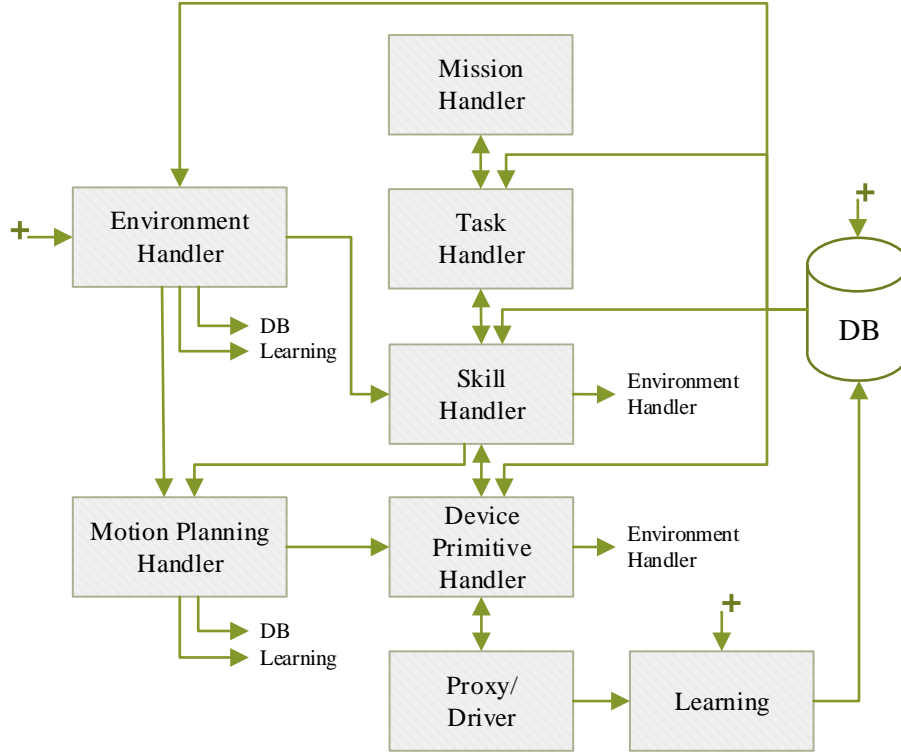 Mission
Handler
+
Environment
Handler
Task
Handler
+
DB
DB
Learning
Skill
Handler
Environment
Handler
Motion Planning
Handler
Device
Primitive
Handler
Environment
Handler
DB
Learning
+
Proxy/
Driver
Learning